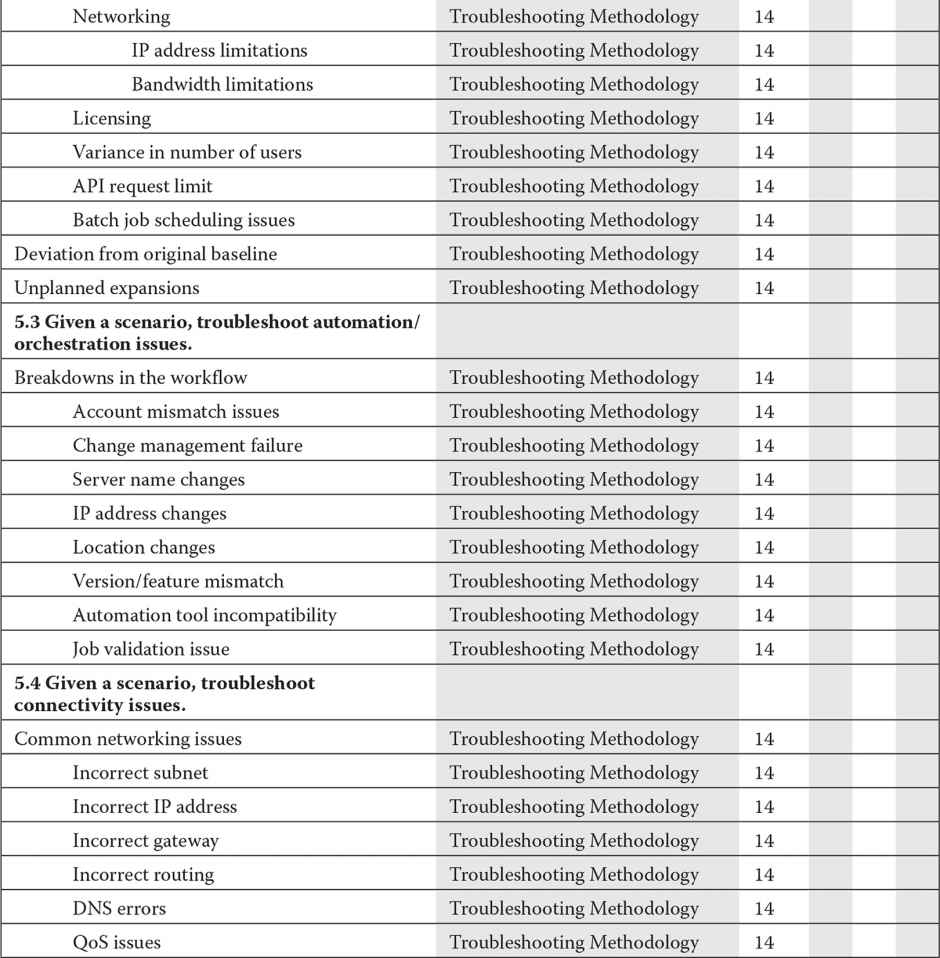 Networking Troubleshooting Methodology 14
IP address limitations Troubleshooting Methodology 14
Bandwidth limitations Troubleshooting Methodology 14
Licensing Troubleshooting Methodology 14
Variance in number of users Troubleshooting Methodology 14
API request limit Troubleshooting Methodology 14
Batch job scheduling issues Troubleshooting Methodology 14
Deviation from original baseline Troubleshooting Methodology 14
Unplanned expansions Troubleshooting Methodology 14
5.3 Given a scenario, troubleshoot automation/
orchestration issues.
Breakdowns in the workflow Troubleshooting Methodology 14
Account mismatch issues Troubleshooting Methodology 14
Change management failure Troubleshooting Methodology 14
Server name changes Troubleshooting Methodology 14
IP address changes Troubleshooting Methodology 14
Location changes Troubleshooting Methodology 14
Version/feature mismatch Troubleshooting Methodology 14
Automation tool incompatibility Troubleshooting Methodology 14
Job validation issue Troubleshooting Methodology 14
5.4 Given a scenario, troubleshoot
connectivity issues.
Common networking issues Troubleshooting Methodology 14
Incorrect subnet Troubleshooting Methodology 14
Incorrect IP address Troubleshooting Methodology 14
Incorrect gateway Troubleshooting Methodology 14
Incorrect routing Troubleshooting Methodology 14
DNS errors Troubleshooting Methodology 14
QoS issues Troubleshooting Methodology 14